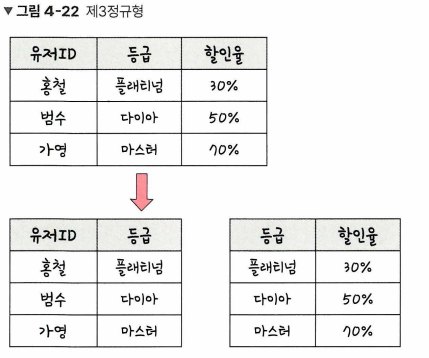 ▼ 그림 4-22 제3정규형
유저ID 등급 할인율
홍철 플래티넘 30%
범수 다이아 50%
가영 마스터 70%
유저ID 등급
홍철 플래티넘
범수 다이아
가영 마스터
등급 할인율
플래티넘 30%
다이아 50%
마스터 70%